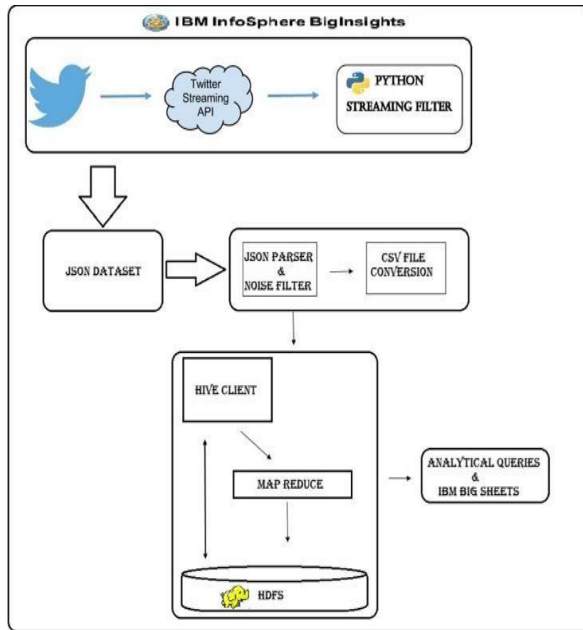 IBM InfoSphere BigInsights
Twitter
Streaming
API
PYTHON
STREAMING FILTER
JSON DATASET
JSON PARSER
&
NOISE FILTER
CSV FILE
CONVERSION
HIVE CLIENT
MAP REDUCE
HDFS
ANALYTICAL QUERIES
&
IBM BIG SHEETS